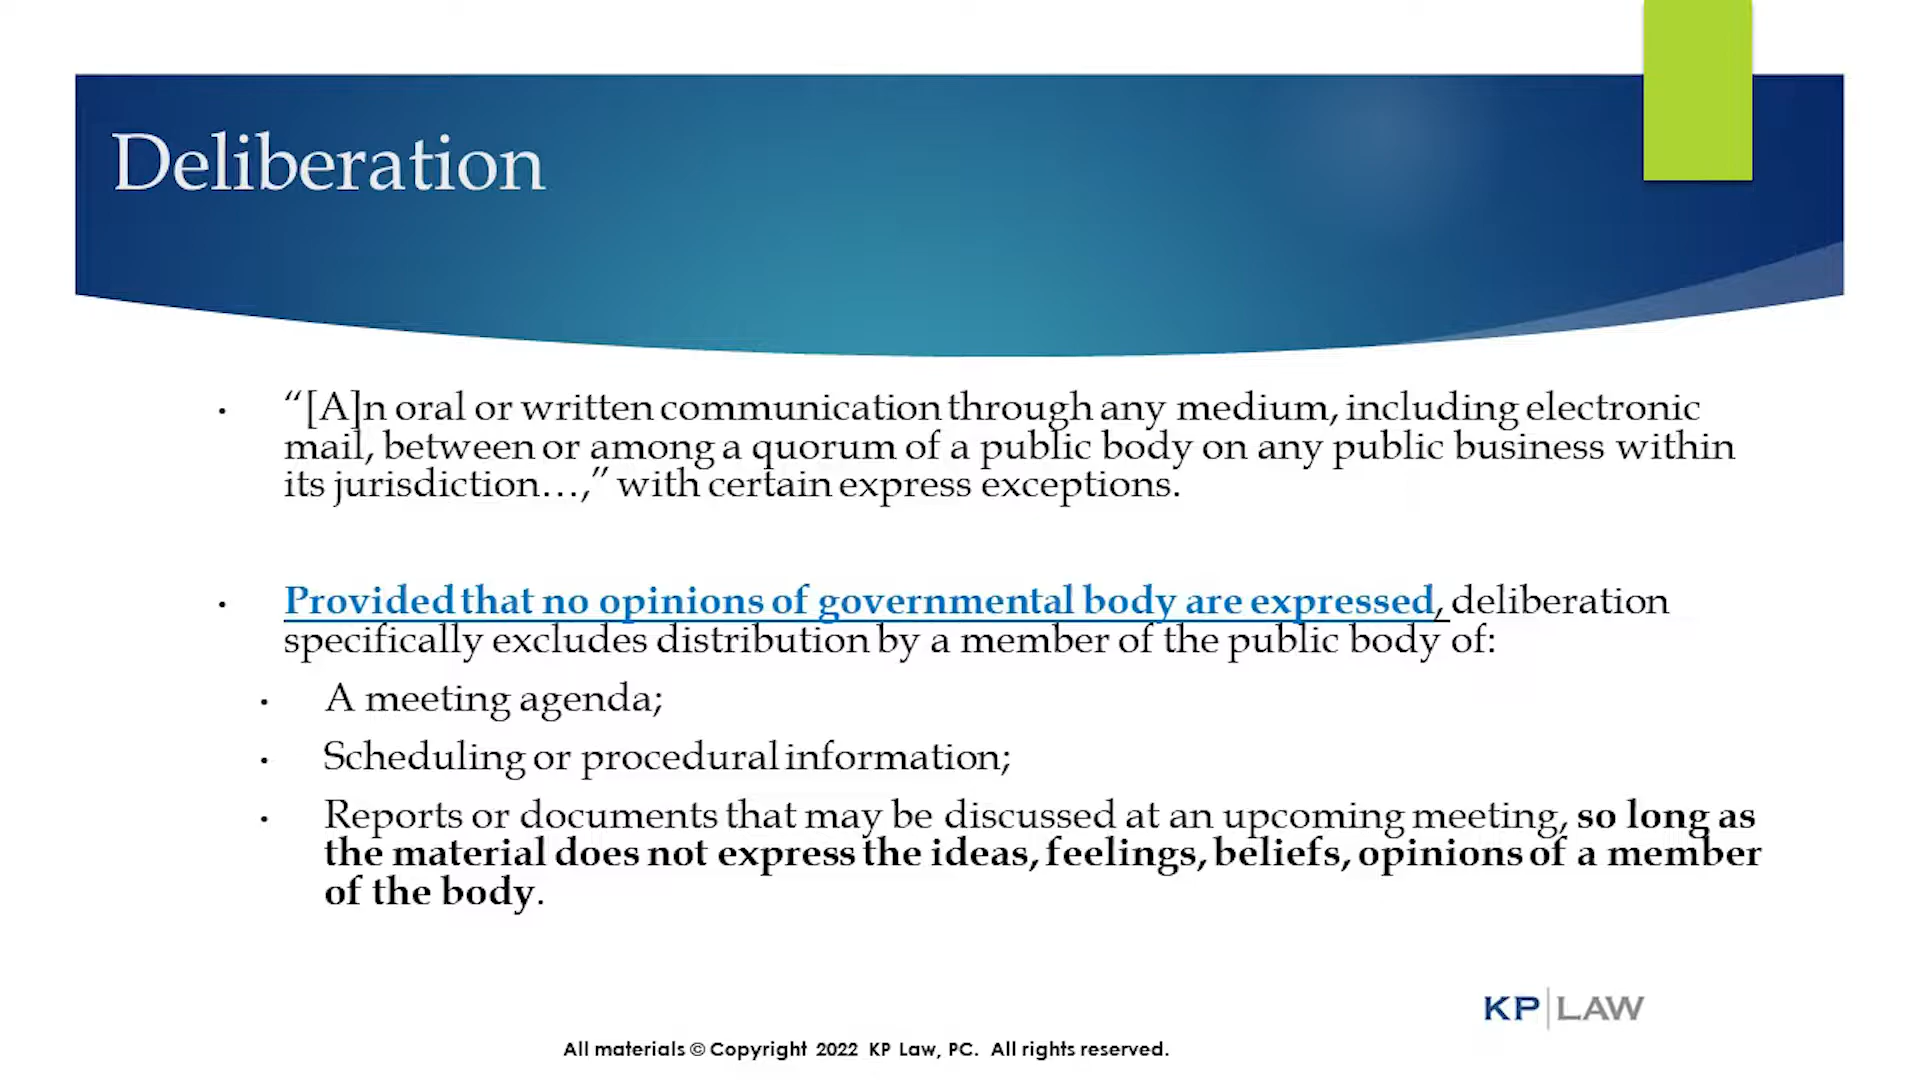 Deliberation
• “[A]n oral or written communication through any medium, including electronic
mail, between or among a quorum of a public body on any public business within
its jurisdiction…,” with certain express exceptions.
• Provided that no opinions of governmental body are expressed, deliberation
specifically excludes distribution by a member of the public body of:
• A meeting agenda;
• Scheduling or procedural information;
• Reports or documents that may be discussed at an upcoming meeting, so long as
the material does not express the ideas, feelings, beliefs, opinions of a member
of the body.
KP|LAW
All materials © Copyright 2022 KP Law, PC. All rights reserved.